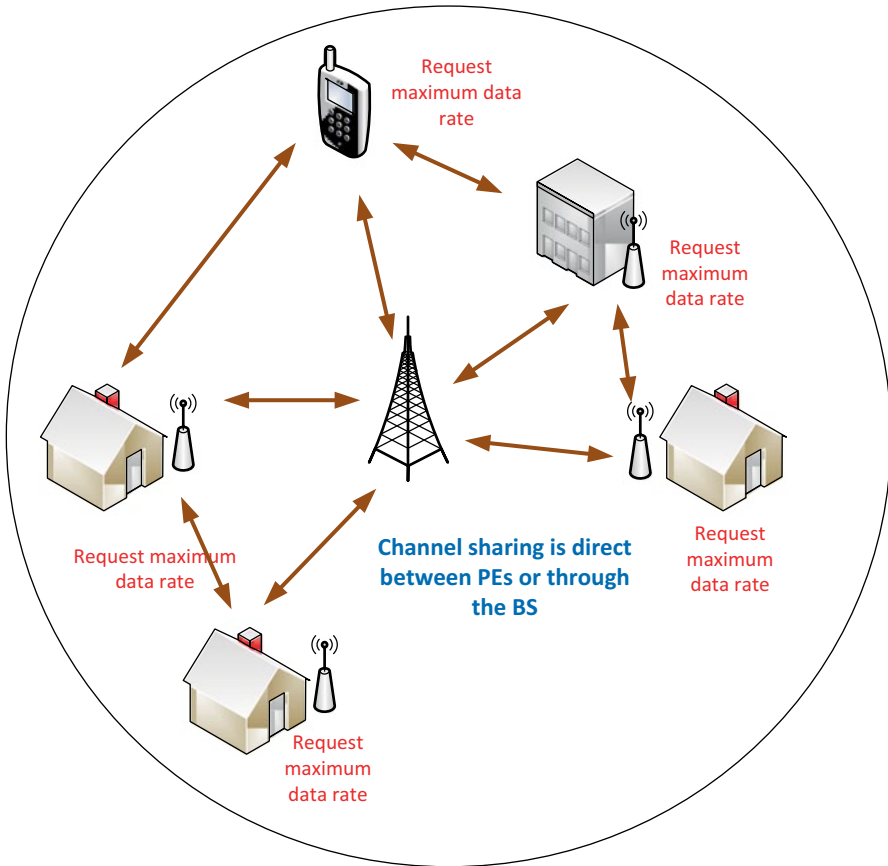 Request
maximum data
rate
Request
maximum
data rate
Request maximum
data rate
Channel sharing is direct
between PEs or through
the BS
Request
maximum
data rate
Request
maximum
data rate